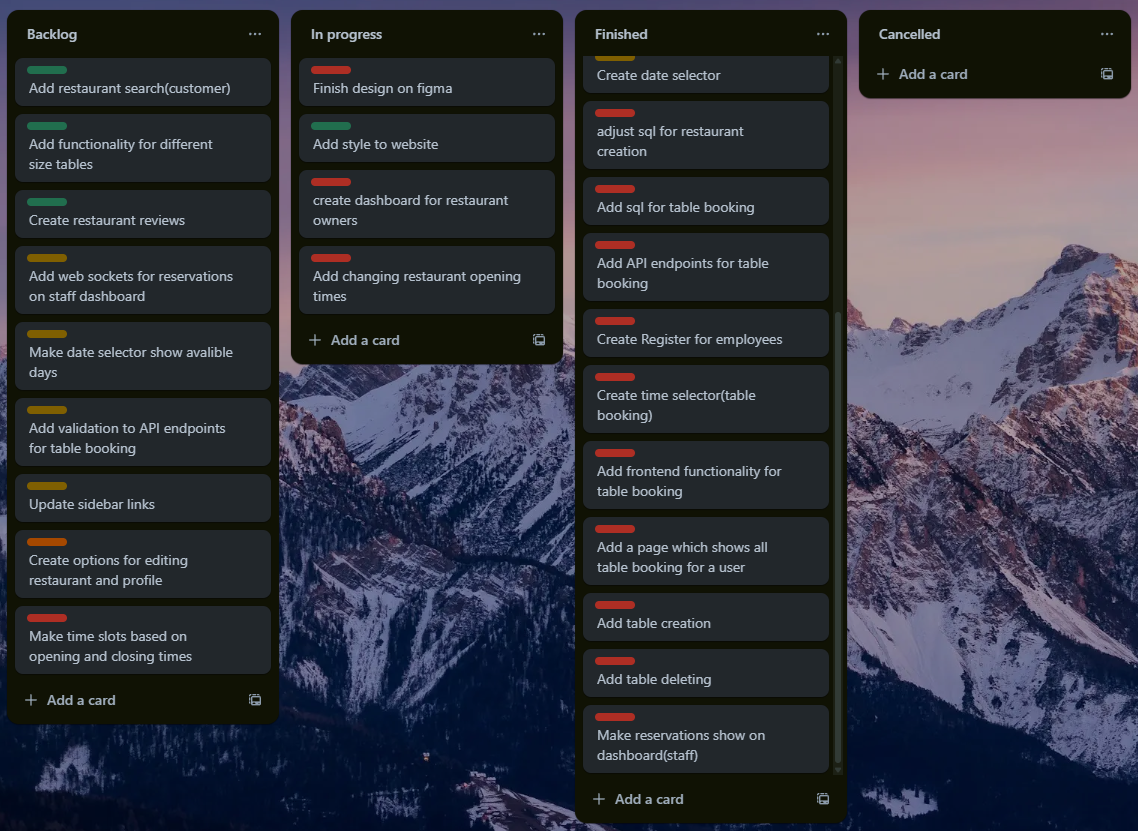 Backlog
Add restaurant search(customer)
Add functionality for different
size tables
Create restaurant reviews
Add web sockets for reservations
on staff dashboard
Make date selector show avalible
days
Add validation to API endpoints
for table booking
Update sidebar links
Create options for editing
restaurant and profile
Make time slots based on
opening and closing times
Add a card
In progress
Finish design on figma
Add style to website
create dashboard for restaurant
owners
Add changing restaurant opening
times
Add a card
Finished
Create date selector
adjust sql for restaurant
creation
Add sql for table booking
Add API endpoints for table
booking
Create Register for employees
Create time selector(table
booking)
Add frontend functionality for
table booking
Add a page which shows all
table booking for a user
Add table creation
Add table deleting
Make reservations show on
dashboard(staff)
Add a card
Cancelled
Add a card